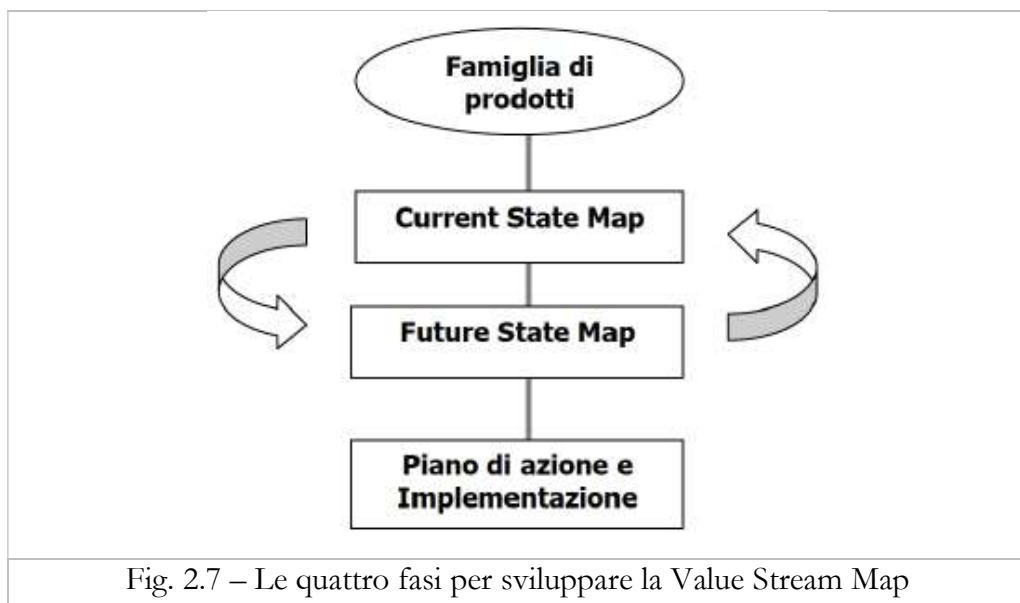 Famiglia di
prodotti
Current State Map
Future State Map
Piano di azione e
Implementazione
Fig. 2.7 – Le quattro fasi per sviluppare la Value Stream Map